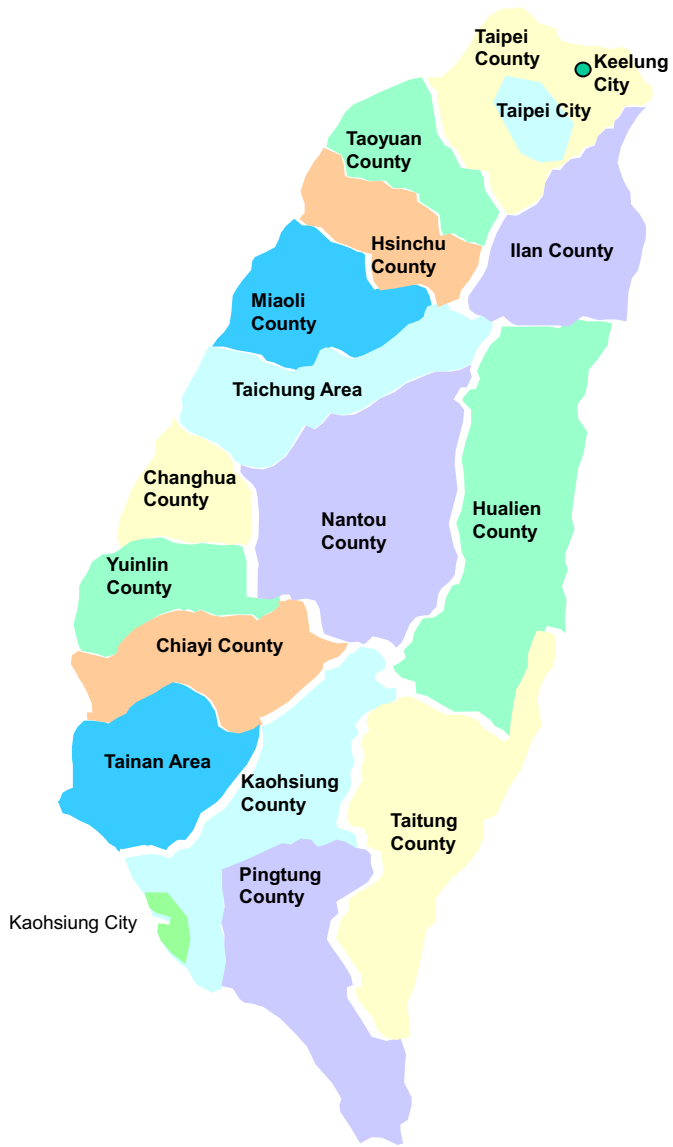 Taipei
County
Keelung
City
Taipei City
Taoyuan
County
Hsinchu
County
Ilan County
Miaoli
County
Taichung Area
Changhua
County
Nantou
County
Hualien
County
Yuinlin
County
Chiayi County
Tainan Area
Kaohsiung
County
Taitung
County
Pingtung
County
Kaohsiung City